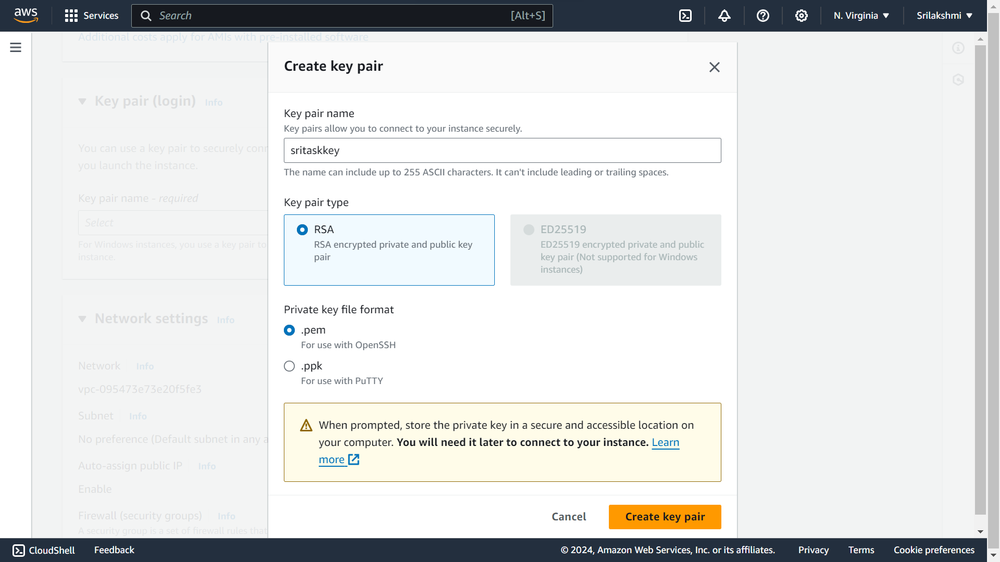 aws
Services
Search
[Alt+S]
N. Virginia
Srilakshmi
Additional costs apply for AMIs with pre-installed software
Key pair (login) Info
You can use a key pair to securely conn
you launch the instance.
Key pair name - required
Select
For Windows instances, you use a key pair to
instance.
Network settings Info
Network Info
vpc-095473e73e20f5fe3
Subnet Info
No preference (Default subnet in any a
Auto-assign public IP Info
Enable
Firewall (security groups) Info
A security group is a set of firewall rules that
Create key pair
Key pair name
Key pairs allow you to connect to your instance securely.
sritaskkey
The name can include up to 255 ASCII characters. It can't include leading or trailing spaces.
Key pair type
RSA
RSA encrypted private and public key
pair
ED25519
ED25519 encrypted private and public
key pair (Not supported for Windows
instances)
Private key file format
.pem
For use with OpenSSH
.ppk
For use with PuTTY
When prompted, store the private key in a secure and accessible location on
your computer. You will need it later to connect to your instance. Learn
more
Cancel
Create key pair
CloudShell
Feedback
© 2024, Amazon Web Services, Inc. or its affiliates.
Privacy
Terms
Cookie preferences